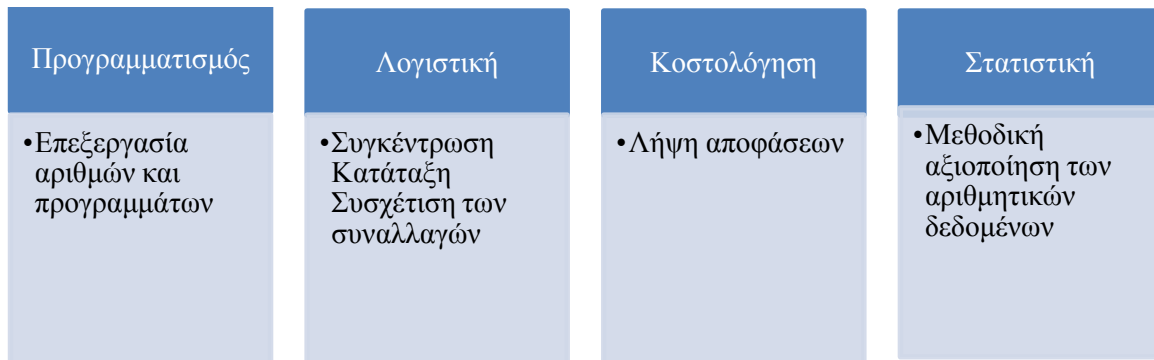 Προγραμματισμός
•Επεξεργασία
αριθμών και
προγραμμάτων
Λογιστική
•Συγκέντρωση
Κατάταξη
Συσχέτιση των
συναλλαγών
Κοστολόγηση
•Λήψη αποφάσεων
Στατιστική
•Μεθοδική
αξιοποίηση των
αριθμητικών
δεδομένων